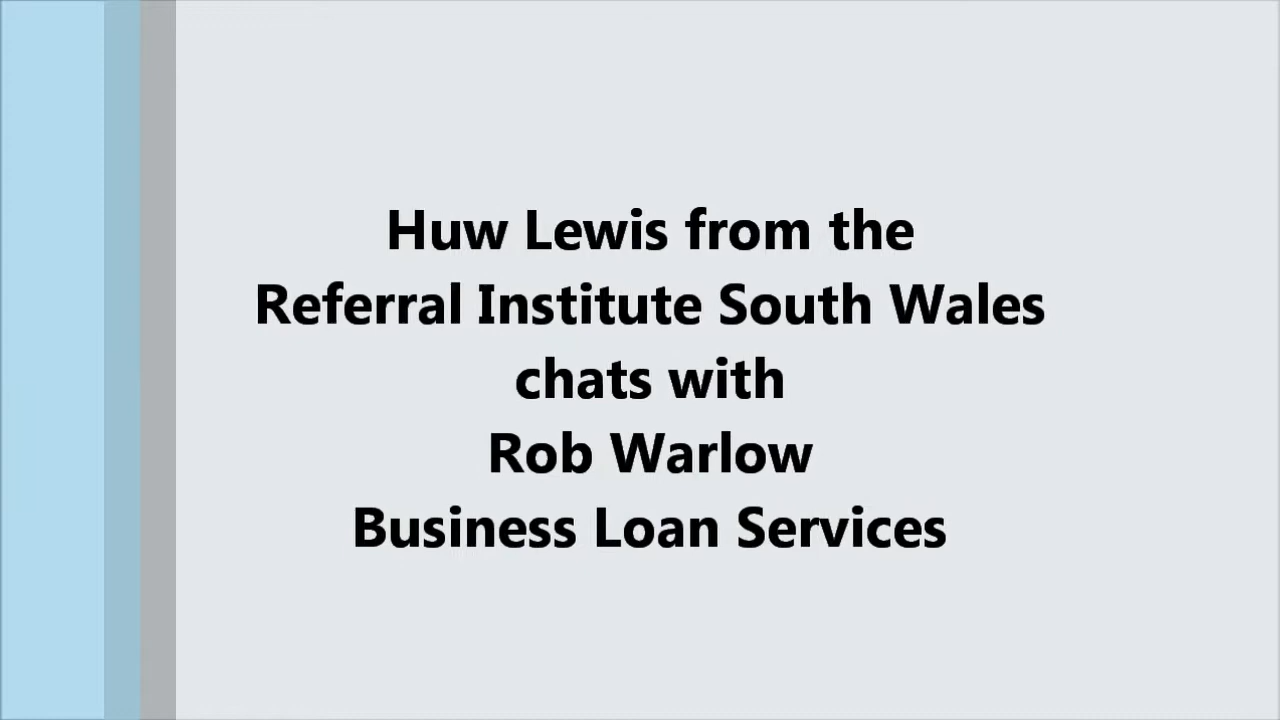 Huw Lewis from the
Referral Institute South Wales
chats with
Rob Warlow
Business Loan Services